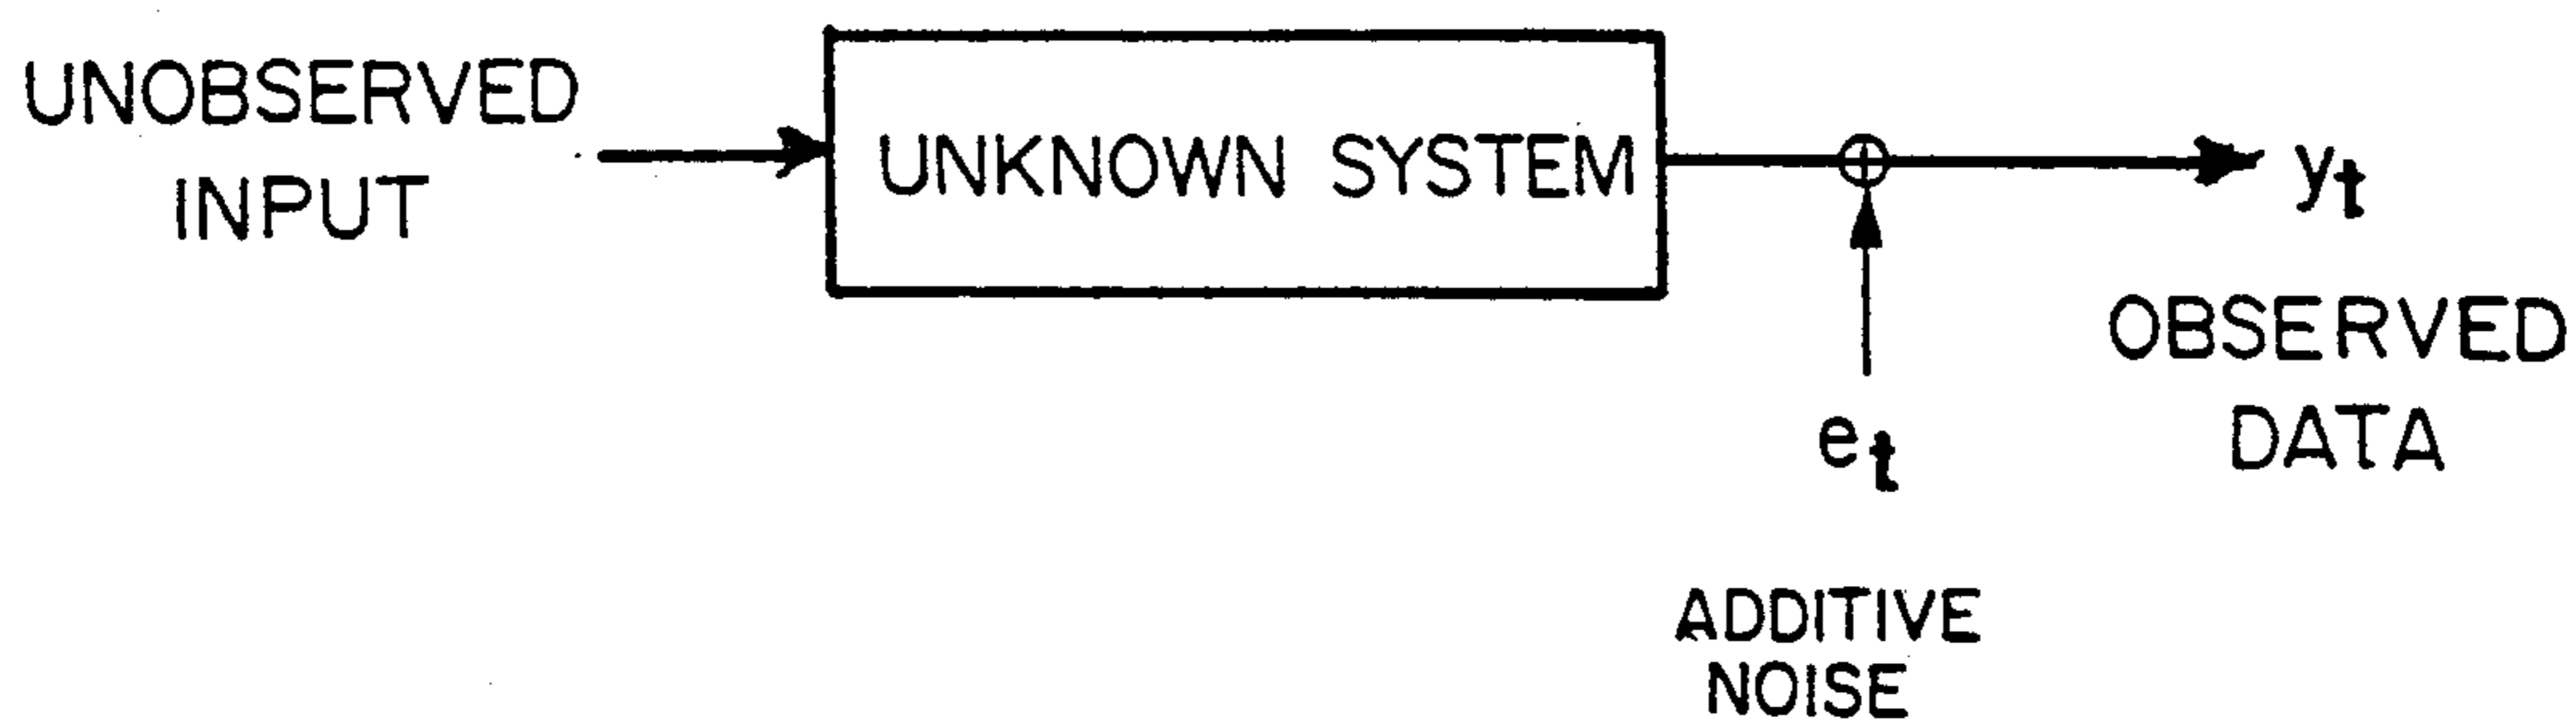 UNOBSERVED
INPUT
UNKNOWN SYSTEM
yt
OBSERVED
DATA
et
ADDITIVE
NOISE